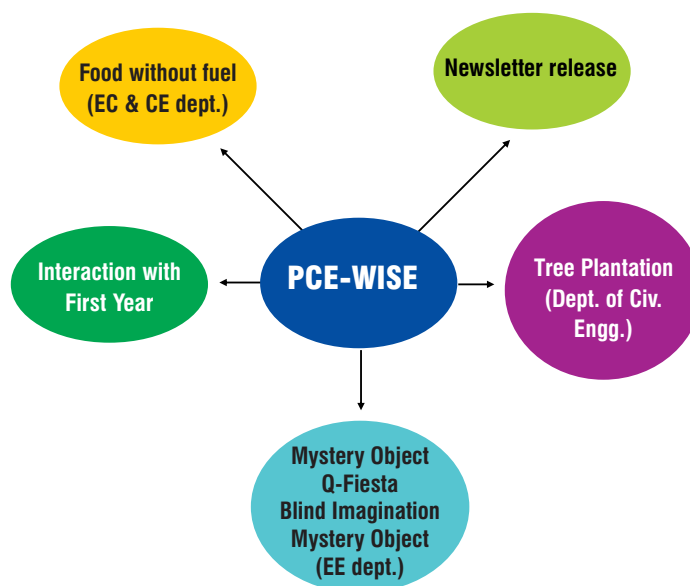 Food without fuel
(EC & CE dept.)
Newsletter release
Interaction with
First Year
PCE-WISE
Tree Plantation
(Dept. of Civ.
Engg.)
Mystery Object
Q-Fiesta
Blind Imagination
Mystery Object
(EE dept.)